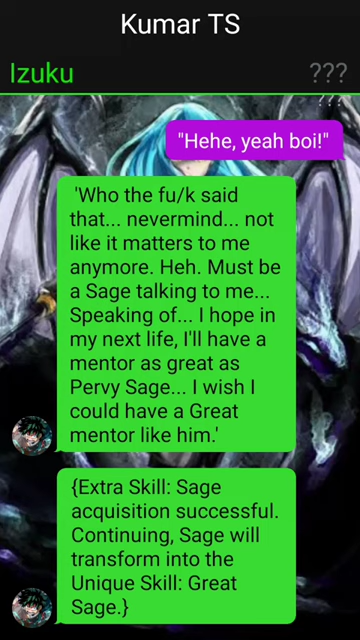 Kumar TS
Izuku
???
???
"Hehe, yeah boi!"
'Who the fu/k said
that... nevermind... not
like it matters to me
anymore. Heh. Must be
a Sage talking to me...
Speaking of... I hope in
my next life, I'll have a
mentor as great as
Pervy Sage... I wish I
could have a Great
mentor like him.'
{Extra Skill: Sage
acquisition successful.
Continuing, Sage will
transform into the
Unique Skill: Great
Sage.}